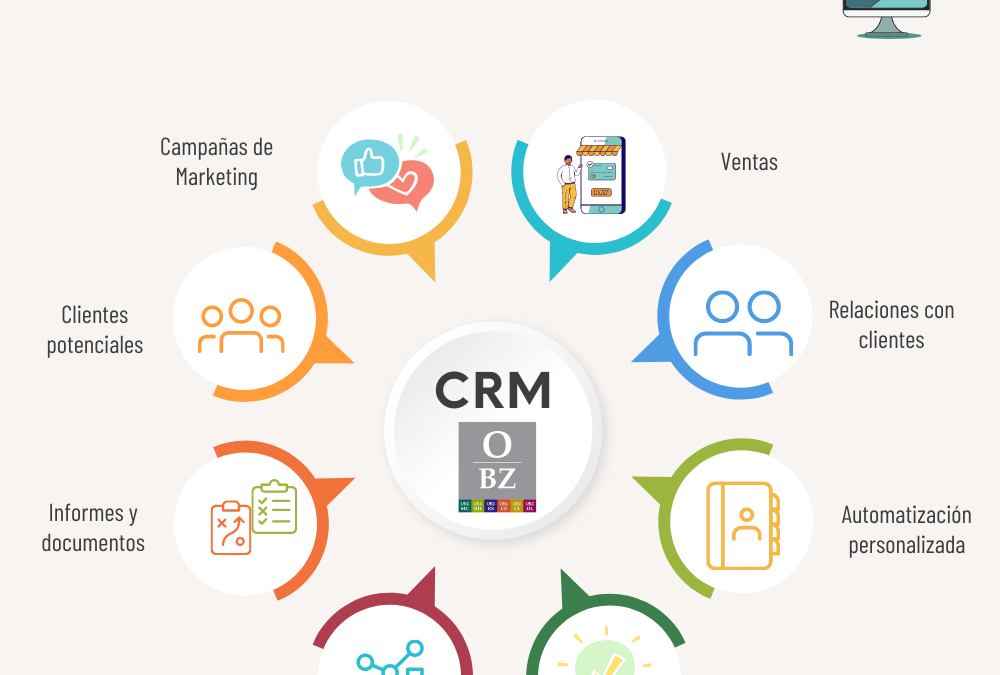 Campañas de
Marketing
Ventas
Clientes
potenciales
Relaciones con
clientes
CRM
O
BZ
Informes y
documentos
Automatización
personalizada